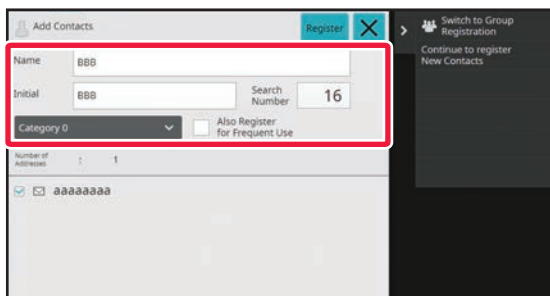 Add Contacts
Register
Name
BBB
Initial
BBB
Search
Number
16
Category 0
Also Register
for Frequent Use
Number of
Addresses
:
1
aaaaaaaa
Switch to Group
Registration
Continue to register
New Contacts